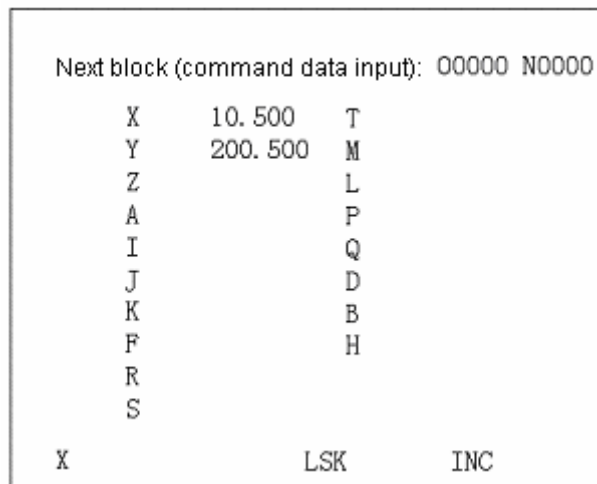 Next block (command data input): O0000 N0000
X 10.500 T
Y 200.500 M
Z L
A P
I Q
J D
K B
F H
R
S
X LSK INC